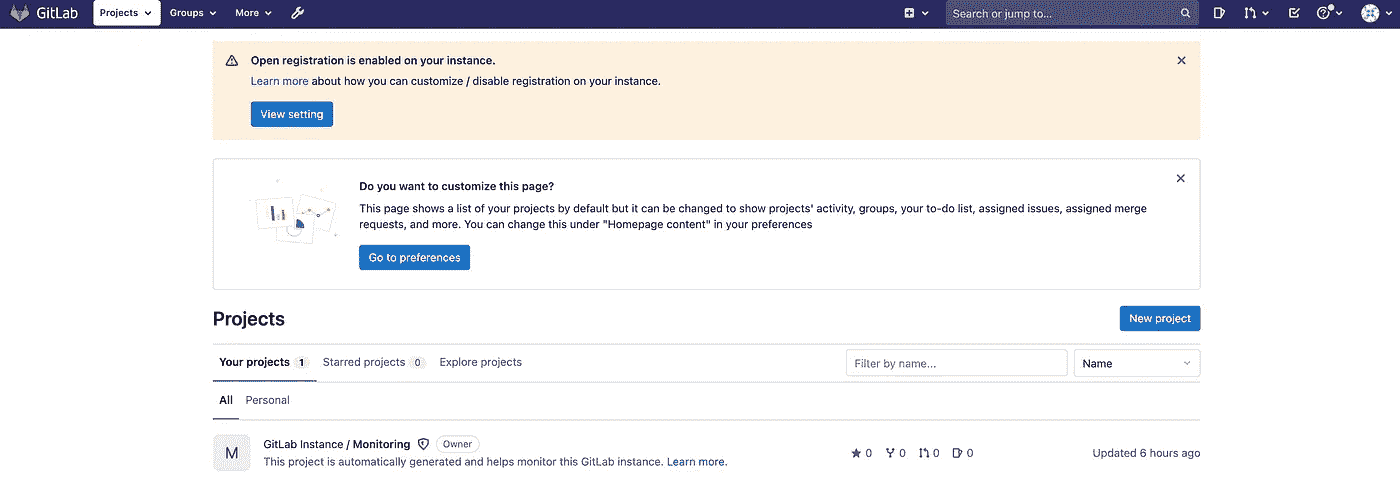 GitLab Projects Groups More Search or jump to...
Open registration is enabled on your instance.
Learn more about how you can customize / disable registration on your instance.
View setting
Do you want to customize this page?
This page shows a list of your projects by default but it can be changed to show projects' activity, groups, your to-do list, assigned issues, assigned merge
requests, and more. You can change this under "Homepage content" in your preferences
Go to preferences
Projects New project
Your projects 1 Starred projects 0 Explore projects Filter by name... Name
All Personal
M GitLab Instance / Monitoring Owner
This project is automatically generated and helps monitor this GitLab instance. Learn more. 0 0 0 0 Updated 6 hours ago